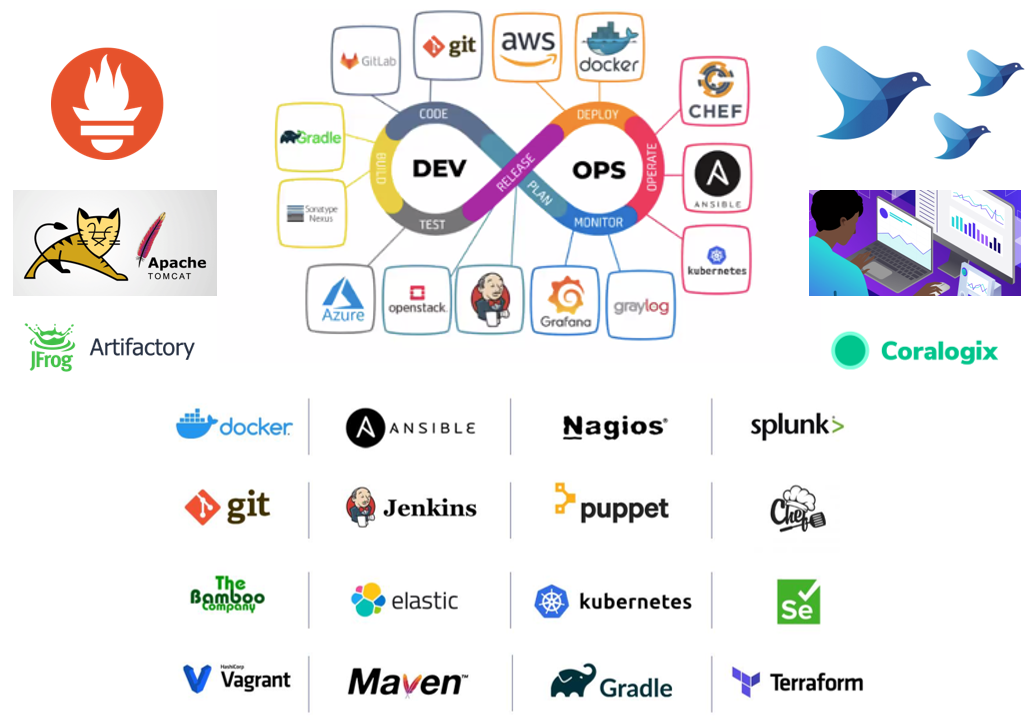 GitLab
git
aws
docker
CHEF
Gradle
CODE
DEPLOY
BUILD
DEV
RELEASE
OPS
OPERATE
ANSIBLE
Sonatype
Nexus
PLAN
TEST
MONITOR
kubernetes
Apache
TOMCAT
Azure
openstack.
Grafana
graylog
JFrog
Artifactory
Coralogix
docker
ANSIBLE
Nagios®
splunk>
git
Jenkins
puppet
Chef
The
Bamboo
Company
elastic
kubernetes
Se
HashiCorp
Vagrant
Maven™
Gradle
Terraform